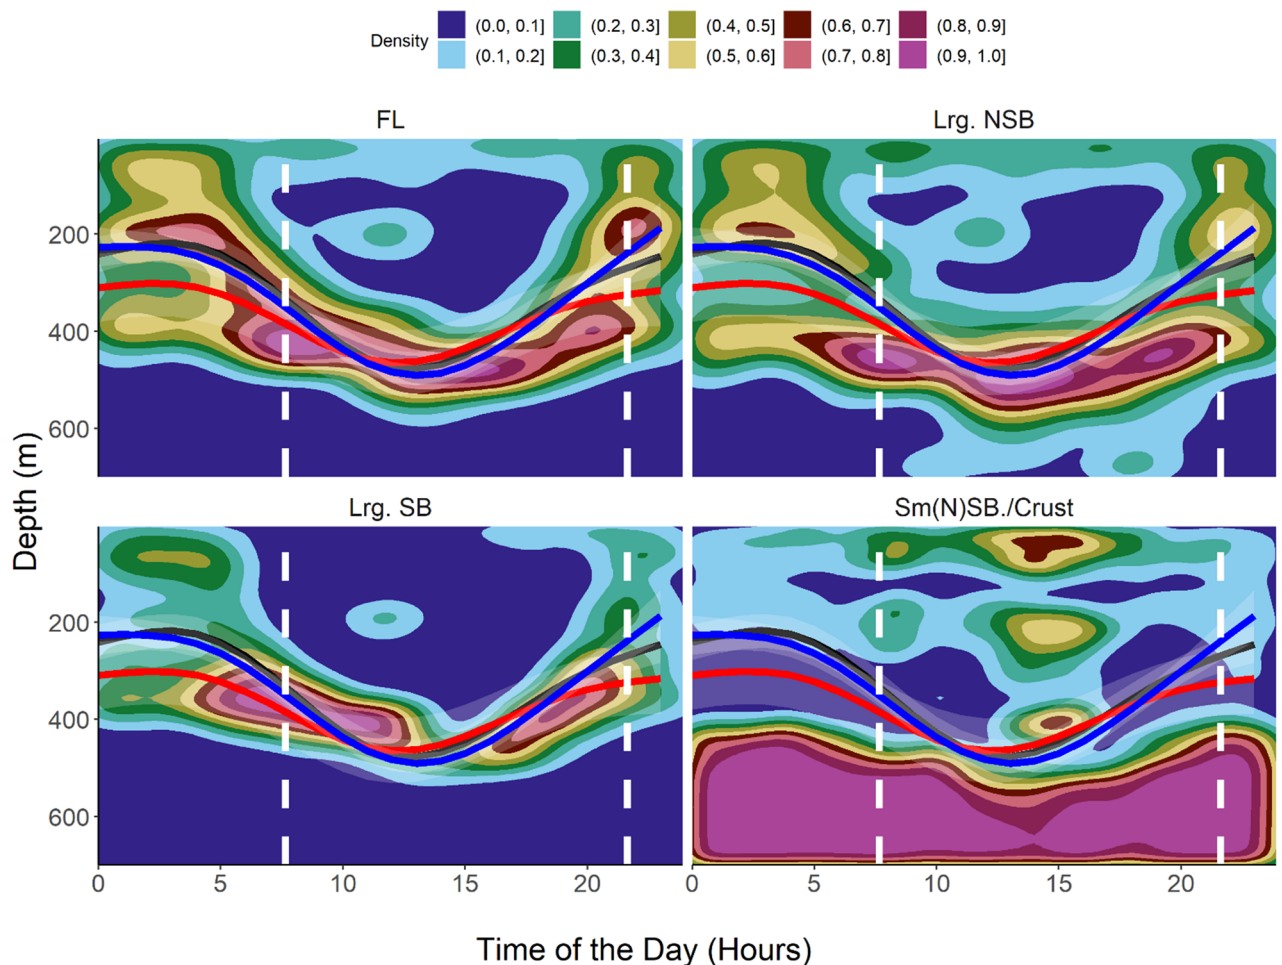 Density
(0.0, 0.1] (0.2, 0.3] (0.4, 0.5] (0.6, 0.7] (0.8, 0.9]
(0.1, 0.2] (0.3, 0.4] (0.5, 0.6] (0.7, 0.8] (0.9, 1.0]
FL Lrg. NSB
200
400
600
Lrg. SB Sm(N)SB./Crust
200
400
600
Depth (m)
0 5 10 15 20 0 5 10 15 20
Time of the Day (Hours)